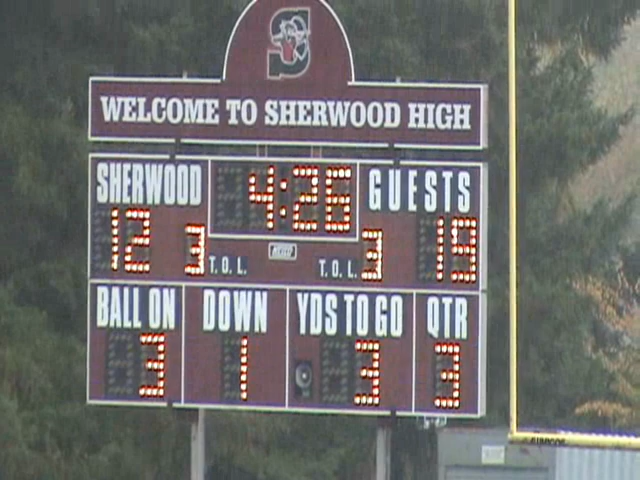 S
WELCOME TO SHERWOOD HIGH
SHERWOOD 4:26 GUESTS
12 3 T.O.L. T.O.L. 3 19
BALL ON DOWN YDS TO GO QTR
3 1 3 3